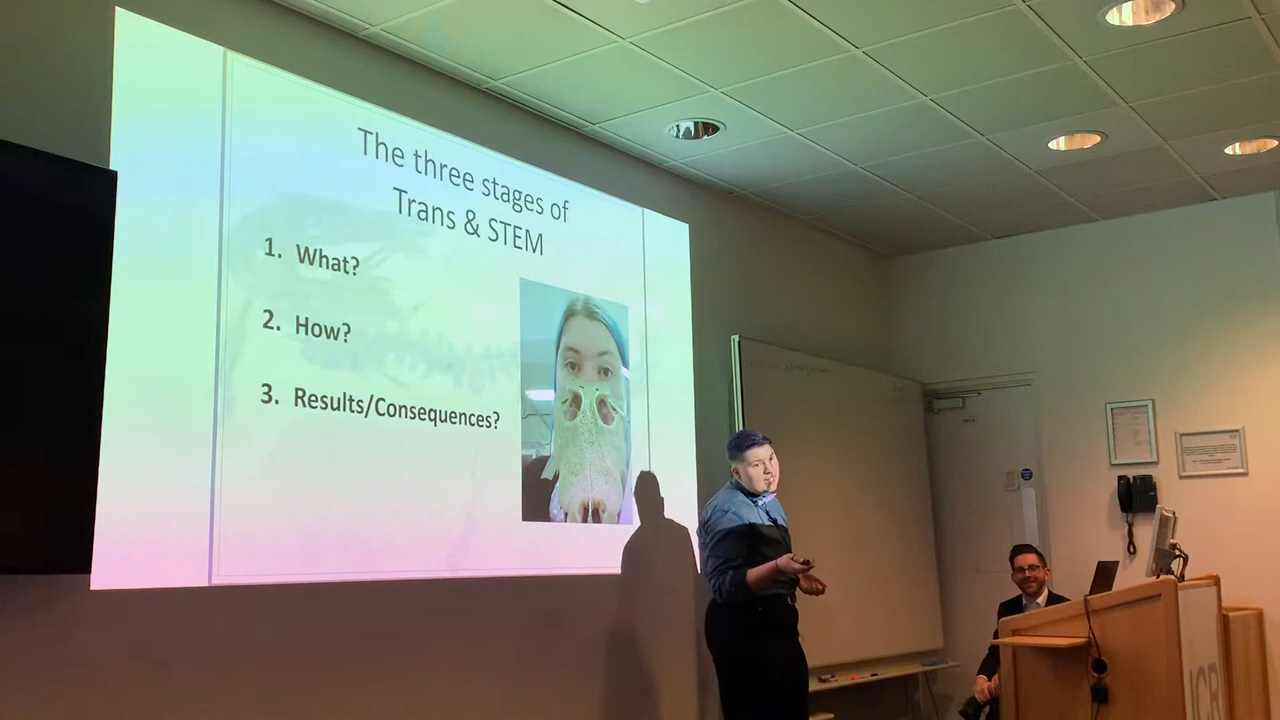 The three stages of
Trans & STEM
1. What?
2. How?
3. Results/Consequences?
ICR